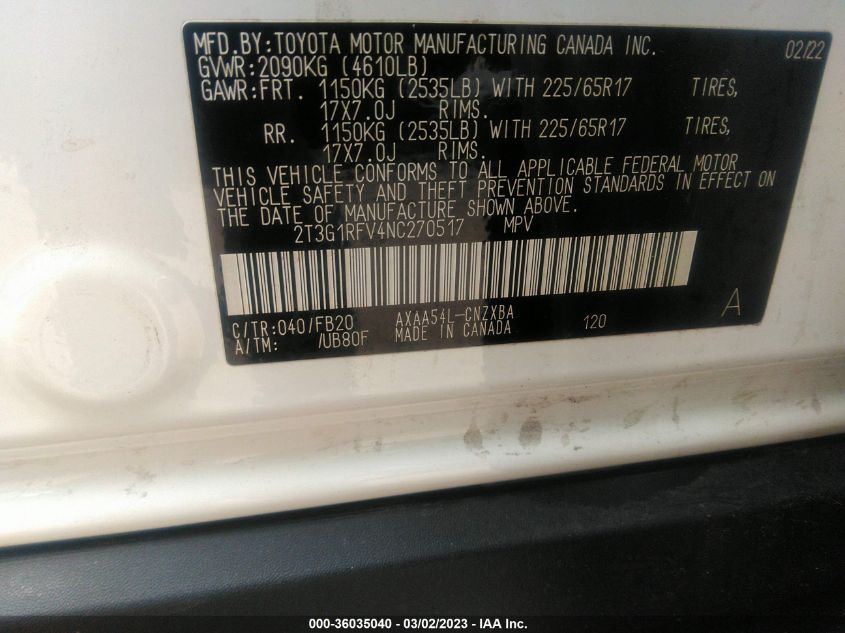 MFD.BY:TOYOTA MOTOR MANUFACTURING CANADA INC. 02/22
GVWR:2090KG (4610LB)
GAWR:FRT. 1150KG (2535LB) WITH 225/65R17 TIRES,
17X7.0J RIMS.
RR. 1150KG (2535LB) WITH 225/65R17 TIRES,
17X7.0J RIMS.
THIS VEHICLE CONFORMS TO ALL APPLICABLE FEDERAL MOTOR
VEHICLE SAFETY AND THEFT PREVENTION STANDARDS IN EFFECT ON
THE DATE OF MANUFACTURE SHOWN ABOVE.
2T3G1RFV4NC270517 MPV
C/TR:040/FB20 AXAA54L-CNZXBA 120 A
A/TM: /UB80F MADE IN CANADA
000-36035040 - 03/02/2023 - IAA Inc.